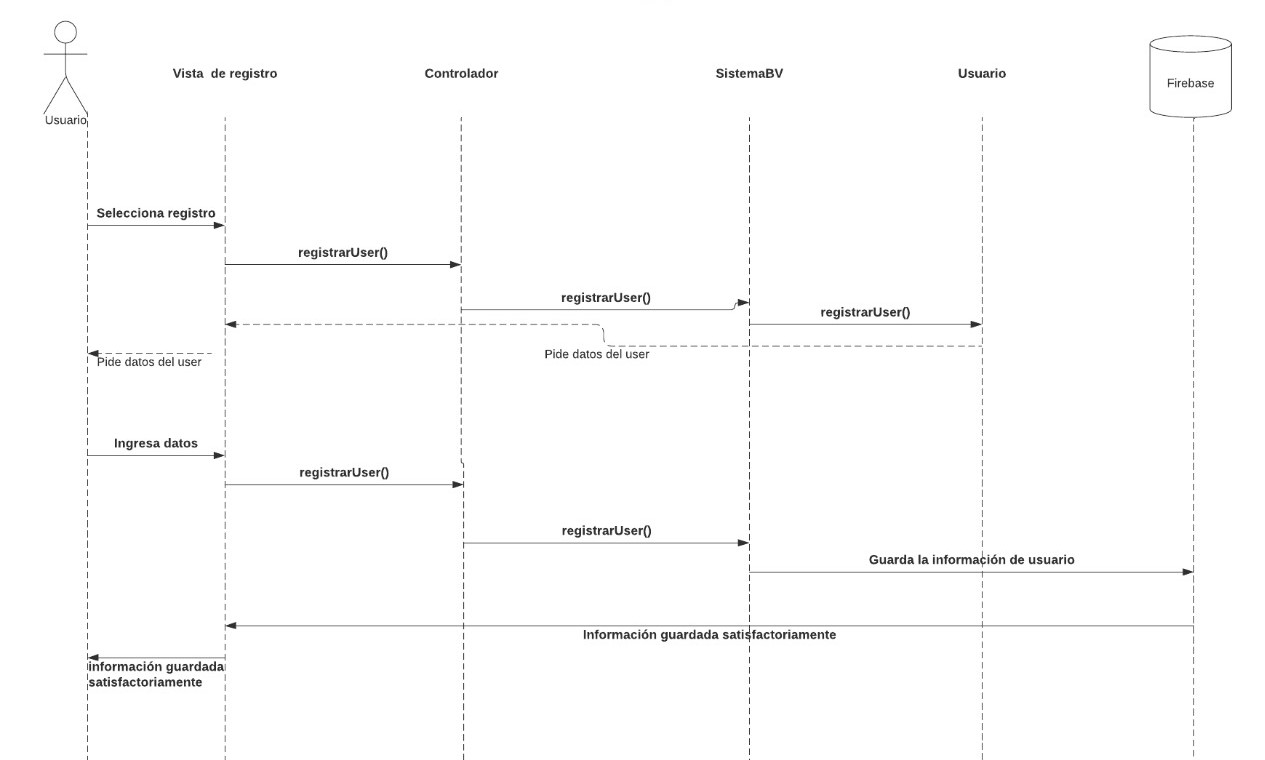 Vista de registro
Controlador
SistemaBV
Usuario
Firebase
Usuario
Selecciona registro
registrarUser()
registrarUser()
registrarUser()
Pide datos del user
Pide datos del user
Ingresa datos
registrarUser()
registrarUser()
Guarda la información de usuario
Información guardada satisfactoriamente
información guardada
satisfactoriamente